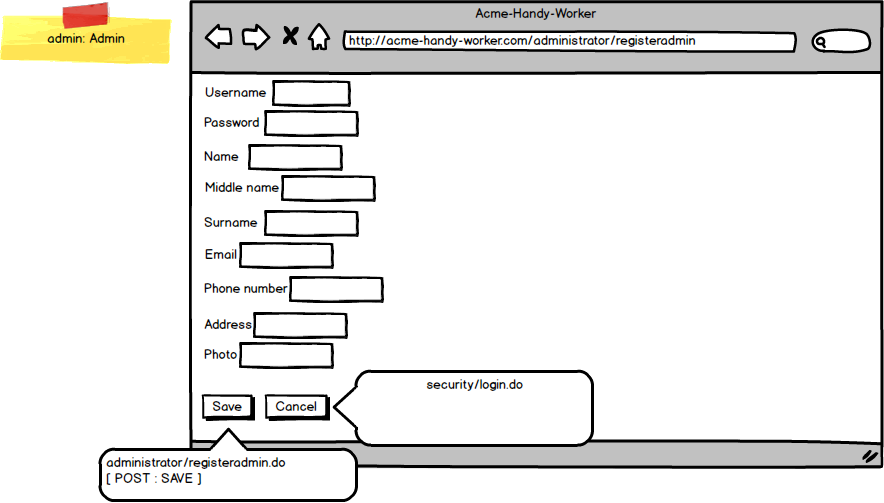 admin: Admin
Acme-Handy-Worker
http://acme-handy-worker.com/administrator/registeradmin
Username
Password
Name
Middle name
Surname
Email
Phone number
Address
Photo
security/login.do
Save
Cancel
administrator/registeradmin.do
[ POST : SAVE ]